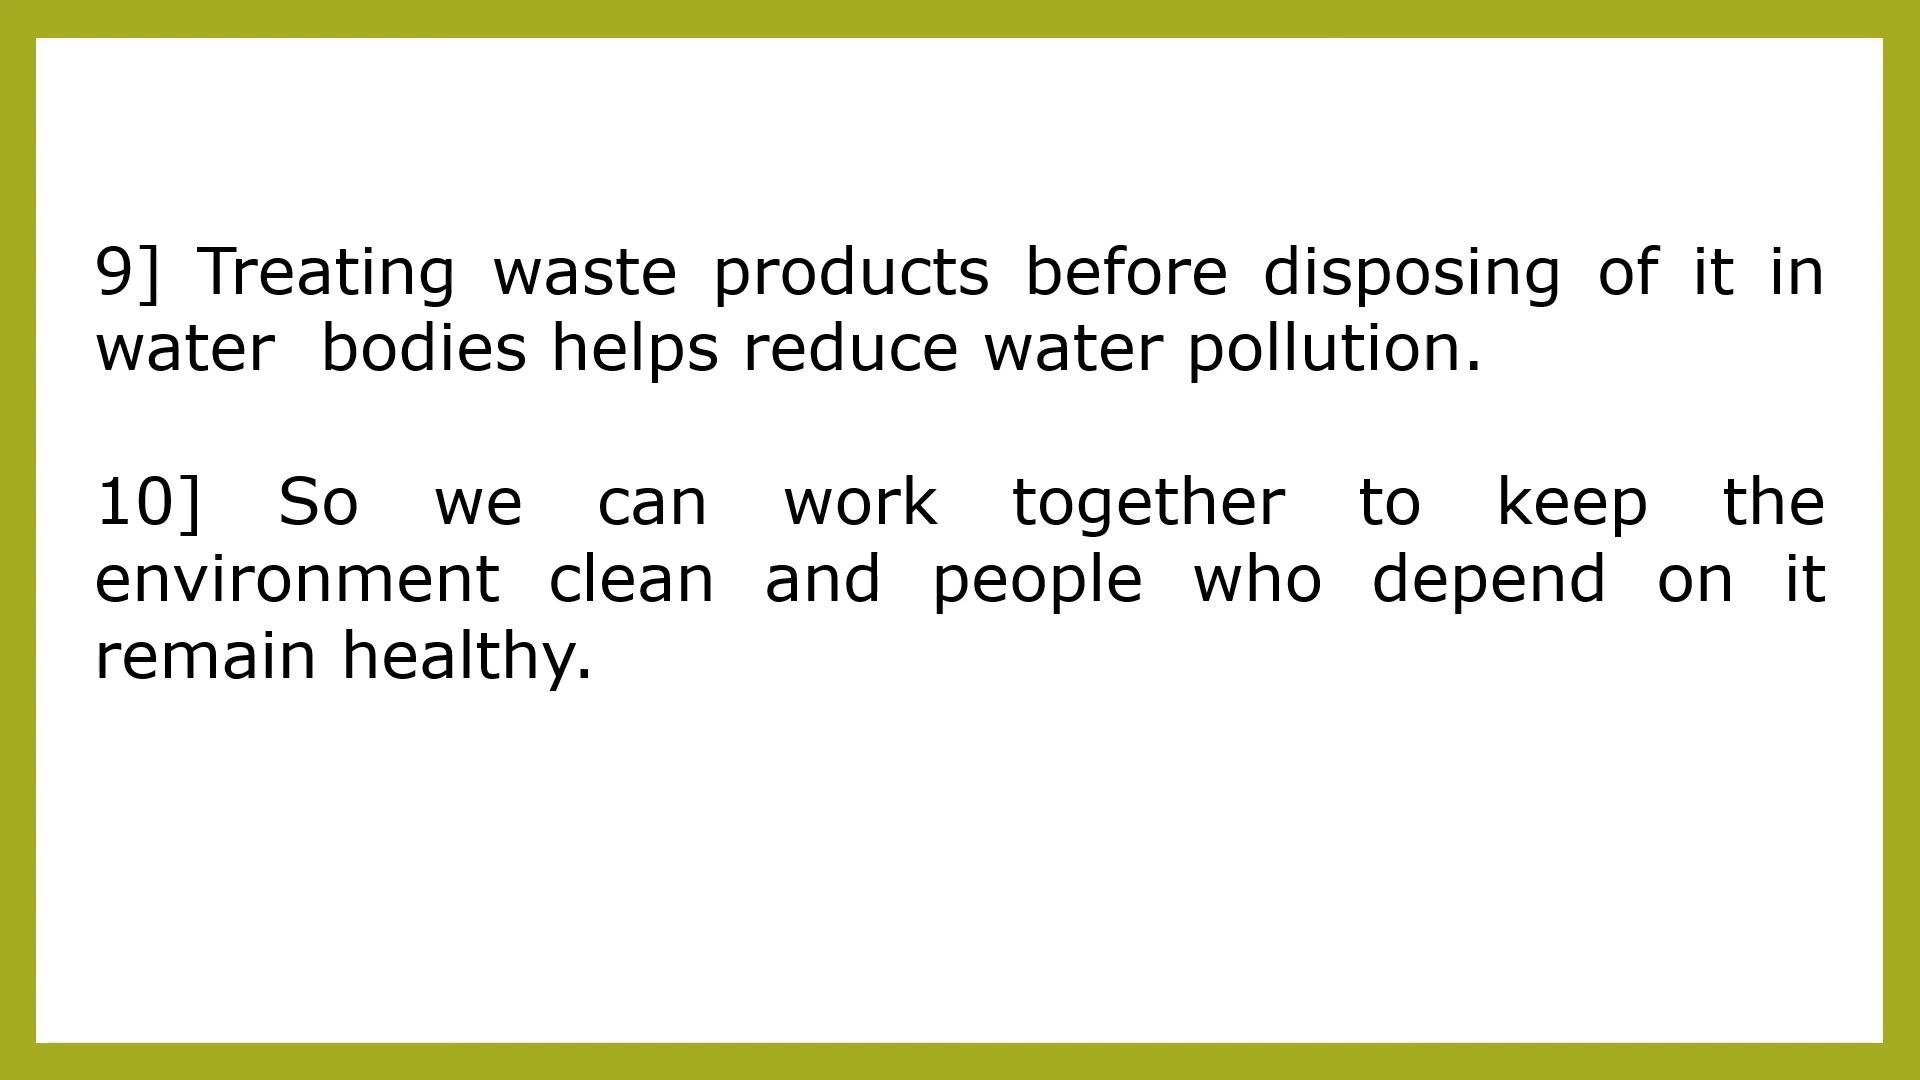 9] Treating waste products before disposing of it in
water  bodies helps reduce water pollution.
10] So we can work together to keep the
environment clean and people who depend on it
remain healthy.